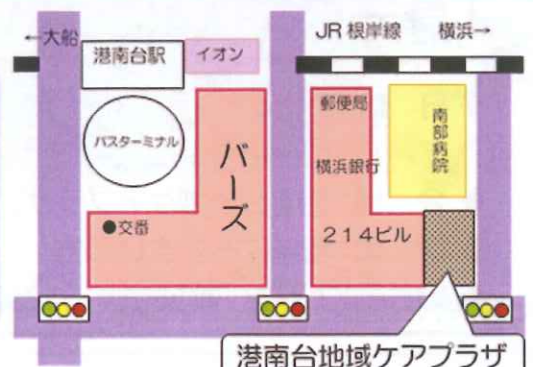 ←大船
JR 根岸線
横浜→
港南台駅
イオン
郵便局
南部病院
バスターミナル
バーズ
横浜銀行
●交番
214ビル
港南台地域ケアプラザ